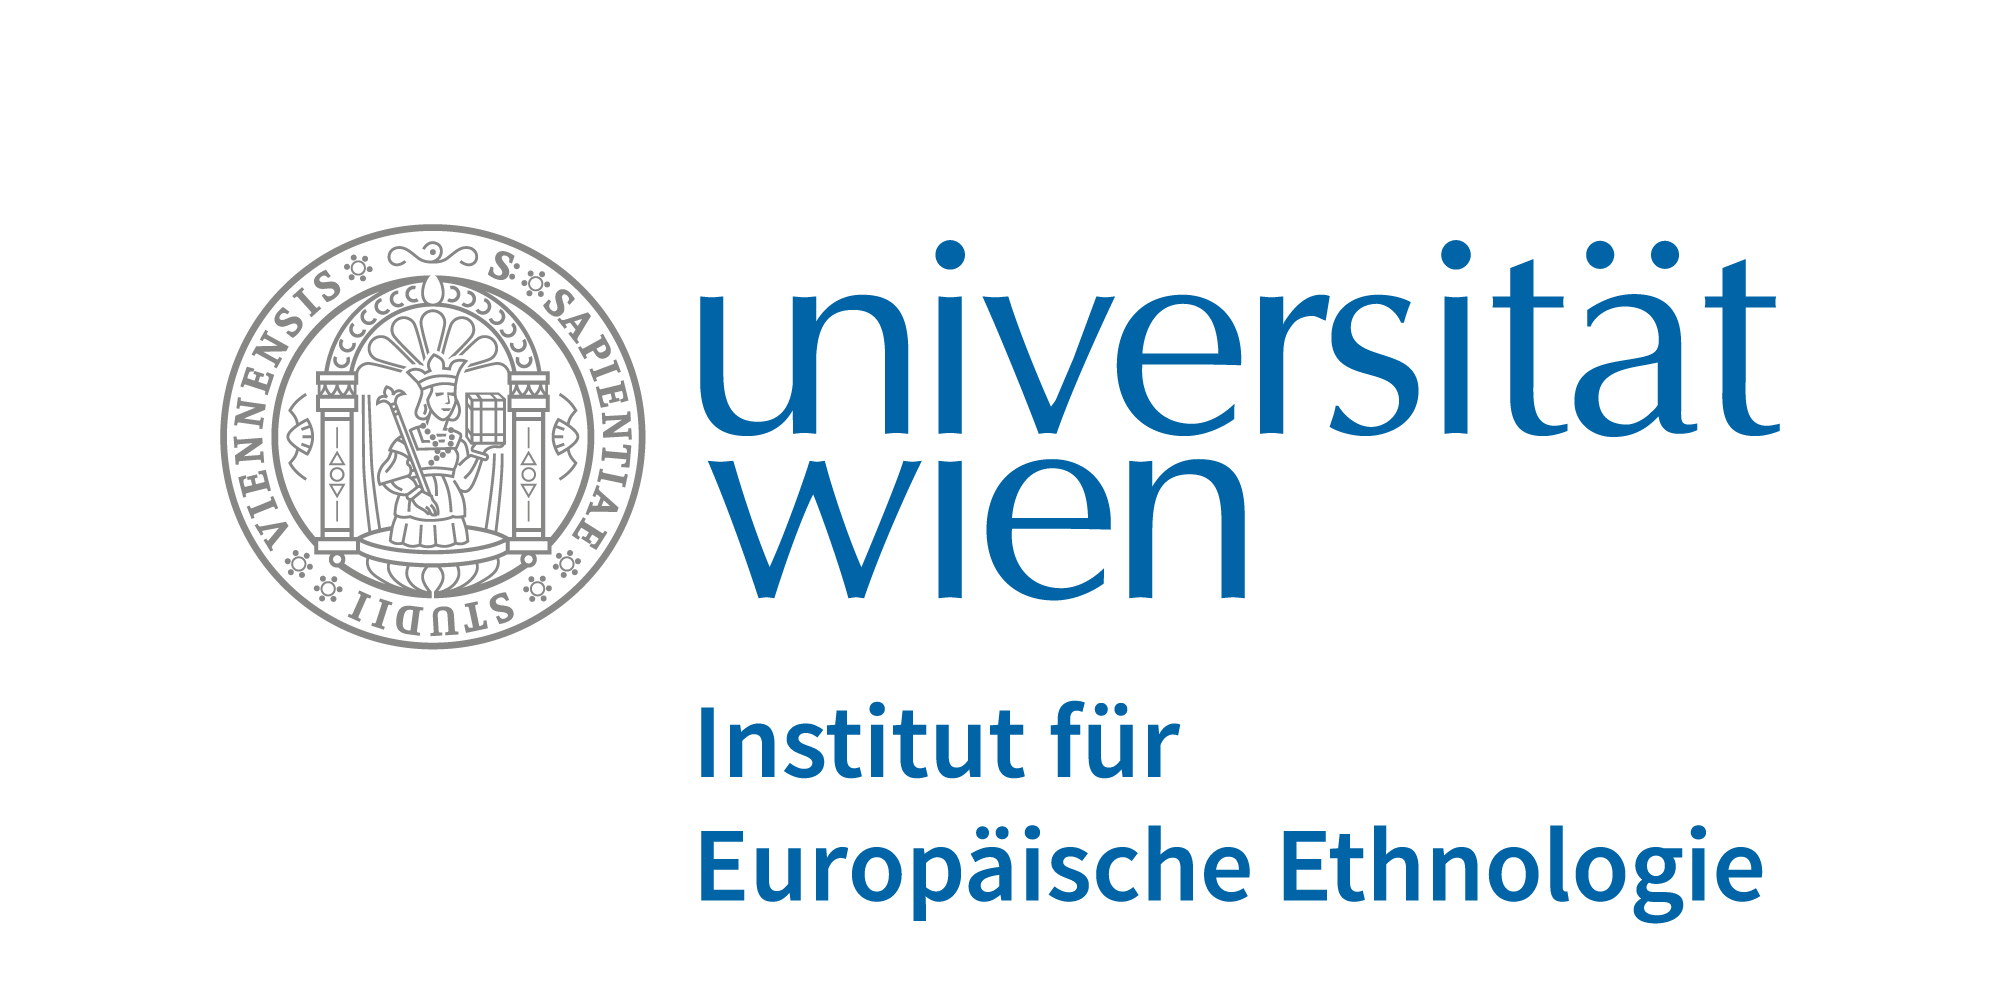 S: SAPIENTIAE STUDII VIENNENSIS
universität
wien
Institut für
Europäische Ethnologie